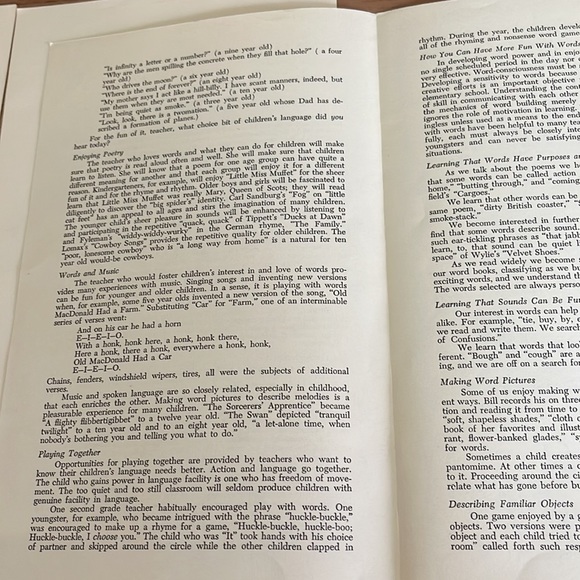 "Is infinity a letter or a number?" (a nine year old)
"Why are the men spilling the concrete when they fill that hole?" ( a four
year old)
"Who drives the moon?" (a six year old)
"Where is the end of forever?" (an eight year old)
"My mother says I act like a hill-billy. I have scant manners, indeed, but
use them when they are most needed." (a ten year old)
"I'm being quiet as smoke." (a three year old)
"Look, look, there is a twomation." (a five year old whose Dad has de-
scribed a formation of planes.)
For the fun of it, teacher, what choice bit of children's language did you
hear today?
Enjoying Poetry
The teacher who loves words and what they can do for children will make
sure that poetry is read aloud often and well. She will make sure that children
learn to listen. She will know that a poem for one age group can have quite a
different meaning for another and that each group will enjoy it for a different
reason. Kindergarteners, for example, will enjoy "Little Miss Muffet" for the sheer
fun of it and for the rhyme and rhythm. Older boys and girls will be fascinated to
learn that Little Miss Muffet was really Mary, Queen of Scots; they will read
diligently to discover the "big spider's" identity. Carl Sandburg's "Fog" on "little
cat feet" has an appeal to all ages and stirs the imagination of many children.
The younger child's sheer pleasure in sounds will be enhanced by listening to
and participating in the repetitive "quack, quack" of Tippett's "Ducks at Dawn"
and Fyleman's "widdy-widdy-wurky" in the German rhyme, "The Family."
Lomax's "Cowboy Songs" provides the repetitive quality for older children. The
"poor, lonesome cowboy" who is "a long way from home" is a natural for ten
year old would-be cowboys.
Words and Music
The teacher who would foster children's interest in and love of words pro-
vides many experiences with music. Singing songs and inventing new versions
can be fun for younger and older children. In a sense, it is playing with words
when, for example, some five year olds invented a new version of the song, "Old
MacDonald Had a Farm." Substituting "Car" for "Farm," one of an interminable
series of verses went:
And on his car he had a horn
E—I—E—I—O.
With a honk, honk here, a honk, honk there,
Here a honk, there a honk, everywhere a honk, honk,
Old MacDonald Had a Car
E—I—E—I—O.
Chains, fenders, windshield wipers, tires, all were the subjects of additional
verses.
Music and spoken language are so closely related, especially in childhood,
that each enriches the other. Making word pictures to describe melodies is a
pleasurable experience for many children. "The Sorcerers' Apprentice" became
"A flighty flibbertigibbet" to a twelve year old. "The Swan" depicted "tranquil
twilight" to a ten year old and to an eight year old, "a let-alone time, when
nobody's bothering you and telling you what to do."
Playing Together
Opportunities for playing together are provided by teachers who want to
know their children's language needs better. Action and language go together.
The child who gains power in language facility is one who has freedom of move-
ment. The too quiet and too still classroom will seldom produce children with
genuine facility in language.
One second grade teacher habitually encouraged play with words. One
youngster, for example, who became intrigued with the phrase "huckle-buckle,"
was encouraged to make up a rhyme for a game, "Huckle-buckle, huckle-boo;
Huckle-buckle, I choose you." The child who was "It" took hands with his choice
of partner and skipped around the circle while the other children clapped in
rhythm. During the year, the children
all of the rhyming and nonsense word
How You Can Have More Fun With Words
In developing word power and in enjoy
no single scheduled period in the day nor
very effective. Word-consciousness must be
Developing a sensitivity to words because
creative efforts is an important objective
elementary school. Understanding the
of skill in communicating with each other
the mechanics of word building merely
ignores the role of motivation in learning.
ingless unless used as a means to the
with words have been helpful to many
fully, each must always be closely
youngsters and can never be satisfying
situations.
Learning That Words Have Purposes
As we talk about the poems we
that some words can be called action
home," "butting through," and
field's "Cargoes."
We learn that other words can be
same poem, "dirty British coaster,"
smoke-stack."
We become interested in further
find that some words describe sound.
such ear-tickling phrases as "that
learn, to, that sound can be quiet
space" of Wylie's "Velvet Shoes."
As we read widely we become
our word books, classifying as we
exciting words, and we understand
The words selected are always
Learning That Sounds Can Be
Our interest in words can help
alike. For example, "tie, buy, by,
we read and write them. We
of Confusions."
We learn that words that
ferent. "Bough" and "cough" are
ing, and we are off on a search for
Making Word Pictures
Some of us enjoy making
ent ways. Bill records his on
tion and reading it from time
"soft, shapeless shades," "cloth
book of her favorites and
rant, flower-banked glades,"
for words.
Sometimes a child creates
pantomime. At other times a
to it. Proceeding around the
relate what has gone before
Describing Familiar Objects
One game enjoyed by a
objects. Two versions were
object and each child tried
room" called forth such